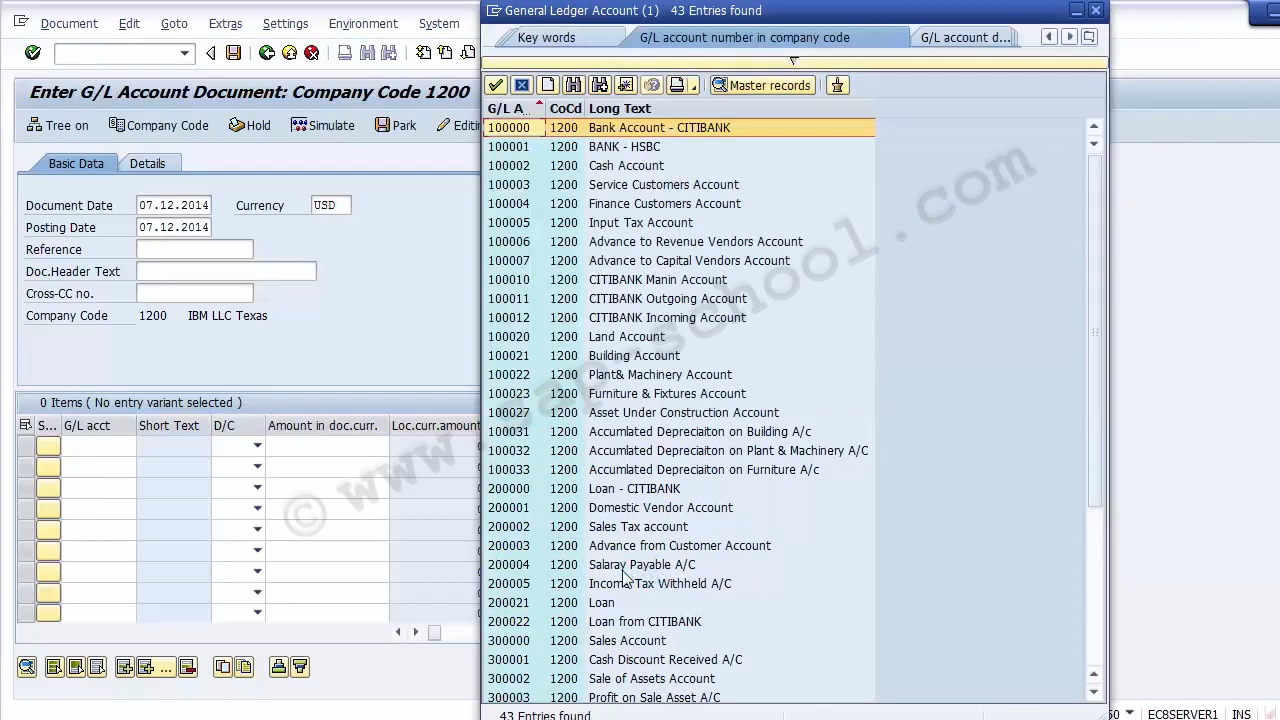 Document Edit Goto Extras Settings Environment System
General Ledger Account (1) 43 Entries found
Key words G/L account number in company code G/L account d...
Enter G/L Account Document: Company Code 1200
Master records
Tree on Company Code Hold Simulate Park
G/L A.. CoCd Long Text
Basic Data Details
Document Date 07.12.2014 Currency USD
Posting Date 07.12.2014
Reference
Doc.Header Text
Cross-CC no.
Company Code 1200 IBM LLC Texas
0 Items ( No entry variant selected )
S... G/L acct Short Text D/C Amount in doc.curr. Loc.curr.amount
100000 1200 Bank Account - CITIBANK
100001 1200 BANK - HSBC
100002 1200 Cash Account
100003 1200 Service Customers Account
100004 1200 Finance Customers Account
100005 1200 Input Tax Account
100006 1200 Advance to Revenue Vendors Account
100007 1200 Advance to Capital Vendors Account
100010 1200 CITIBANK Manin Account
100011 1200 CITIBANK Outgoing Account
100012 1200 CITIBANK Incoming Account
100020 1200 Land Account
100021 1200 Building Account
100022 1200 Plant& Machinery Account
100023 1200 Furniture & Fixtures Account
100027 1200 Asset Under Construction Account
100031 1200 Accumlated Depreciaiton on Building A/c
100032 1200 Accumlated Depreciaiton on Plant & Machinery A/C
100033 1200 Accumlated Depreciaiton on Furniture A/c
200000 1200 Loan - CITIBANK
200001 1200 Domestic Vendor Account
200002 1200 Sales Tax account
200003 1200 Advance from Customer Account
200004 1200 Salaray Payable A/C
200005 1200 Income Tax Withheld A/C
200021 1200 Loan
200022 1200 Loan from CITIBANK
300000 1200 Sales Account
300001 1200 Cash Discount Received A/C
300002 1200 Sale of Assets Account
300003 1200 Profit on Sale Asset A/C
43 Entries found
EC8SERVER1 INS
© www.sap-school.com